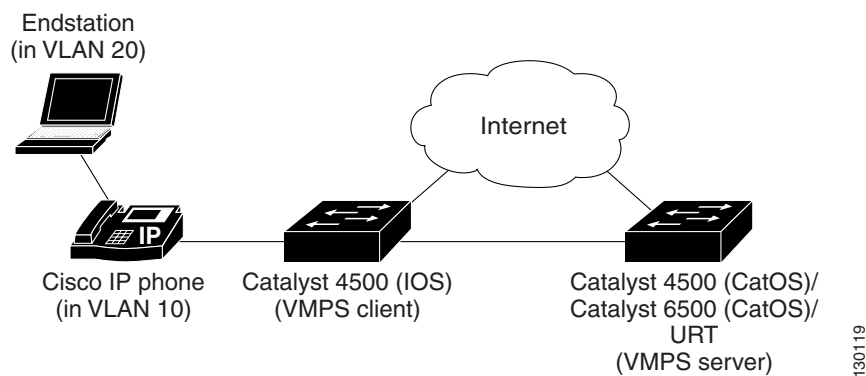 Endstation
(in VLAN 20)
Internet
IP
Cisco IP phone
(in VLAN 10)
Catalyst 4500 (IOS)
(VMPS client)
Catalyst 4500 (CatOS)/
Catalyst 6500 (CatOS)/
URT
(VMPS server)
130119